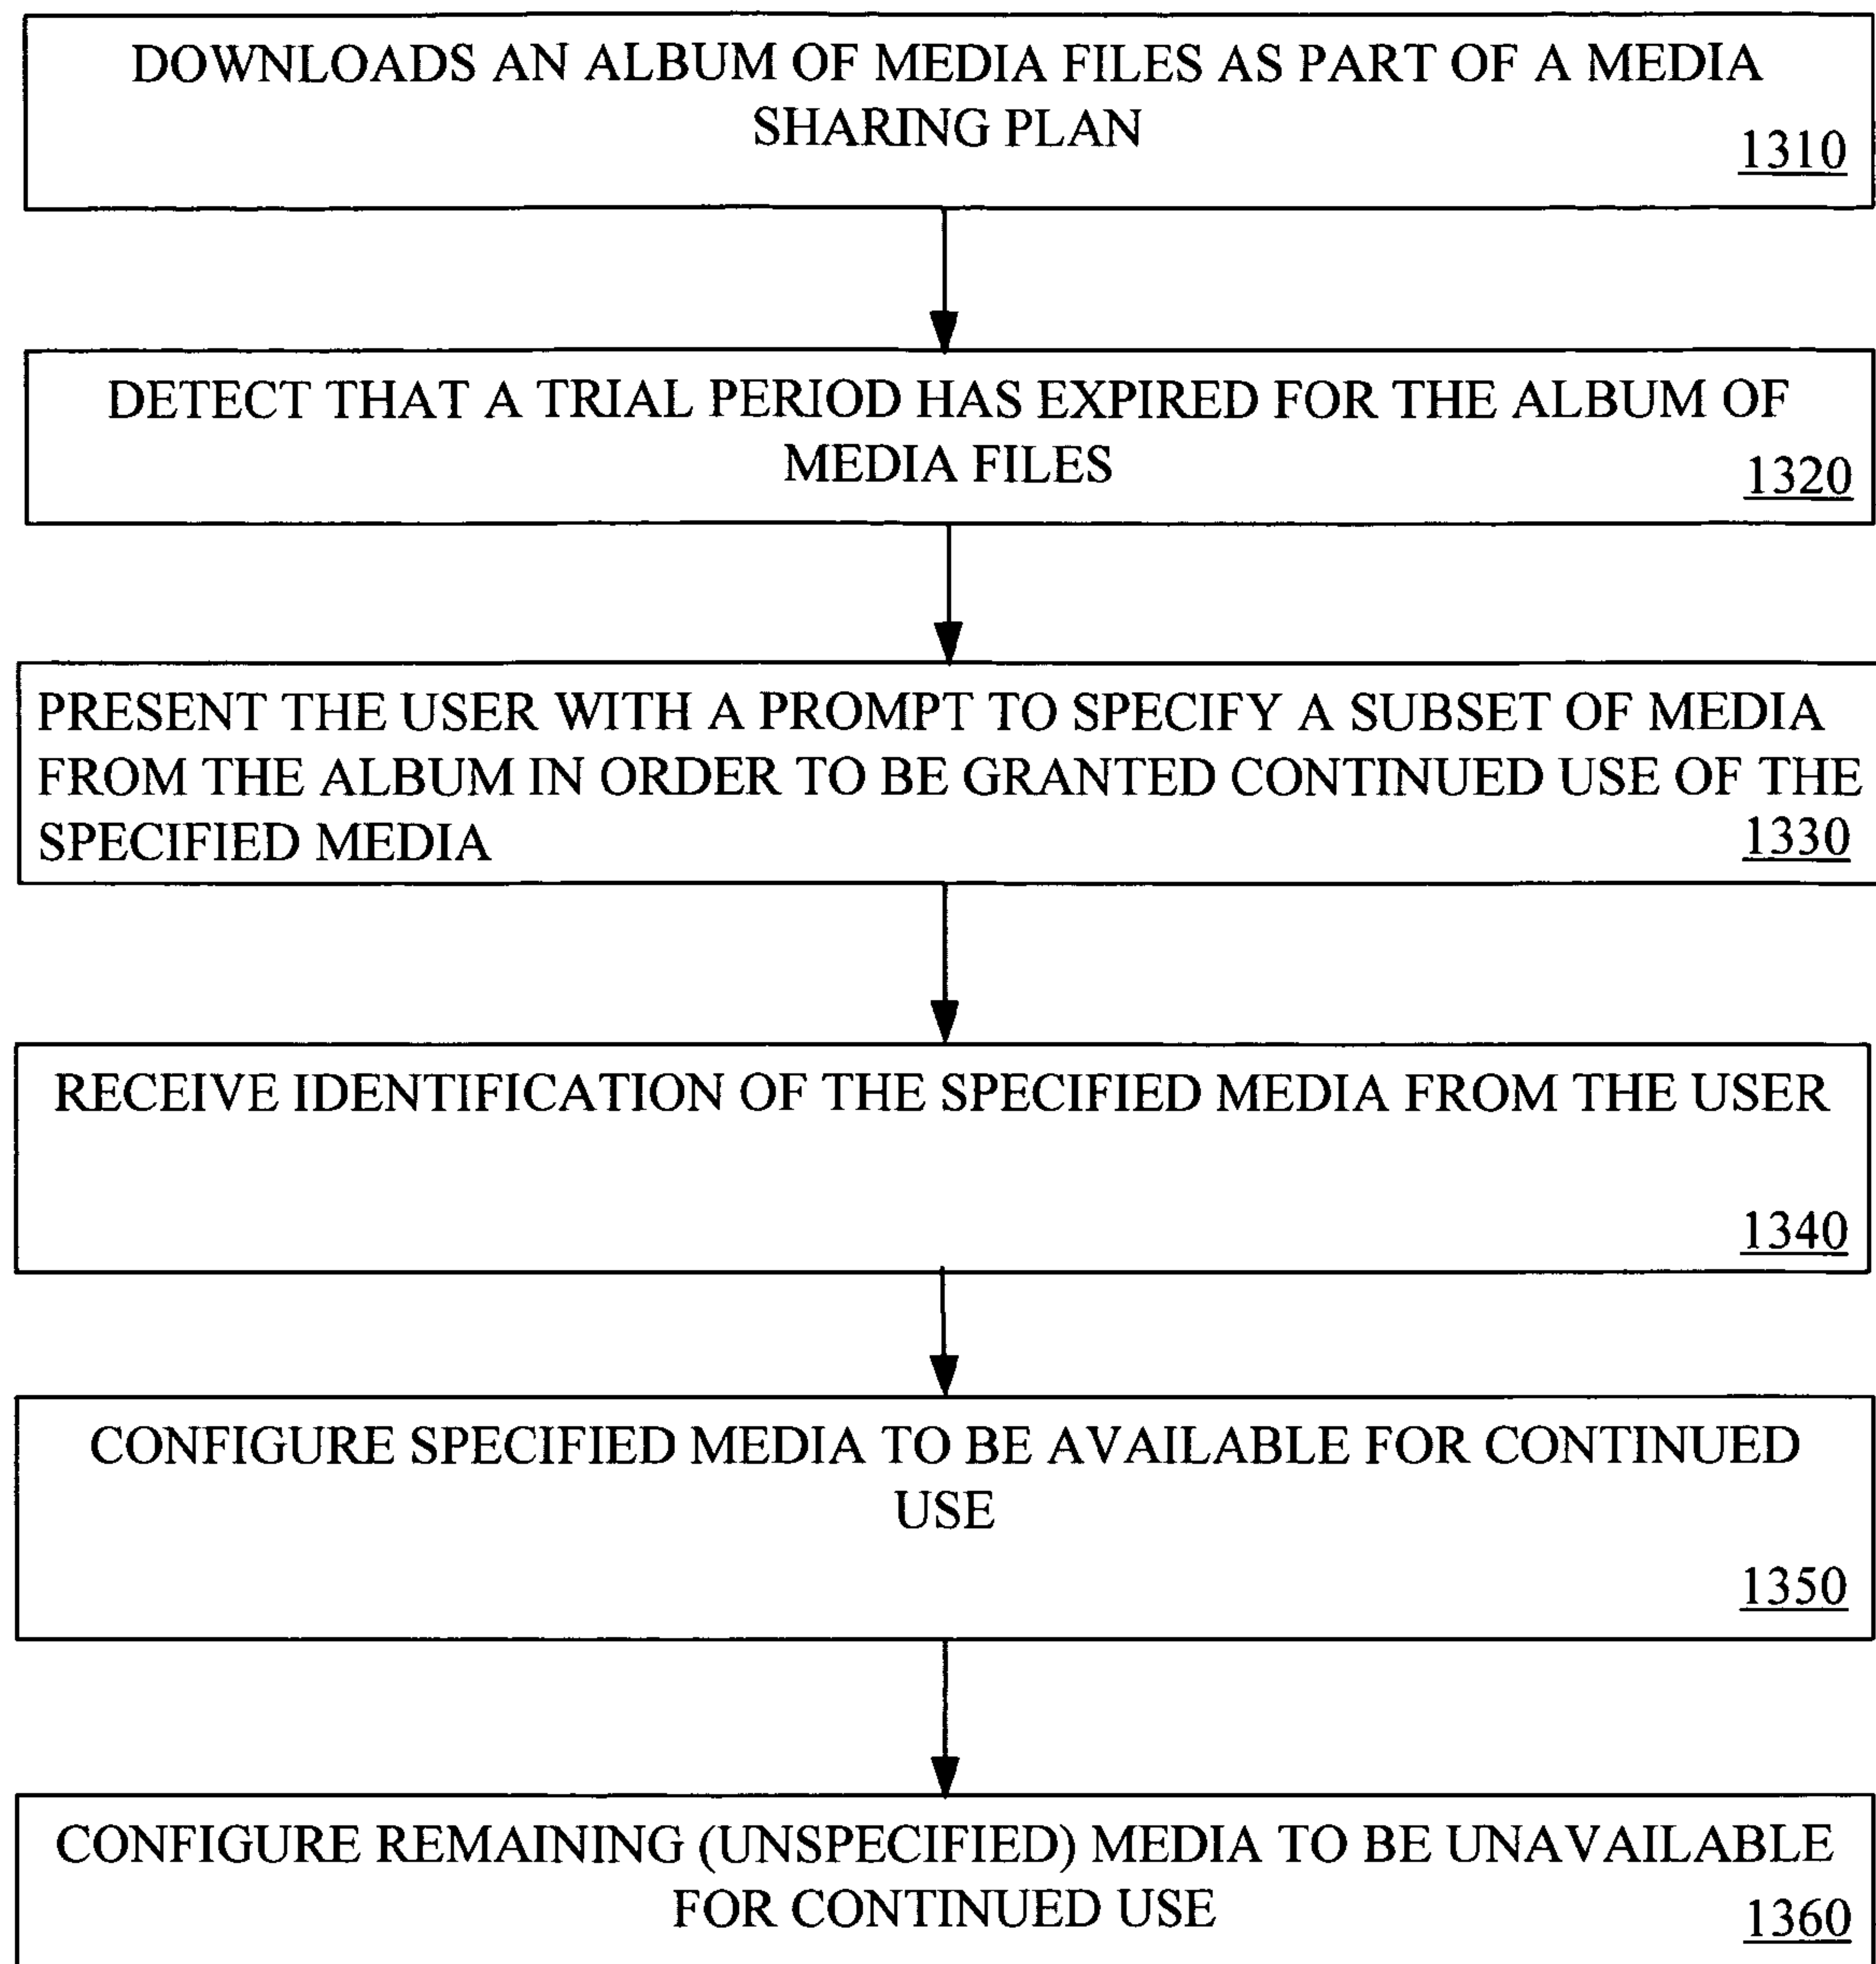 DOWNLOADS AN ALBUM OF MEDIA FILES AS PART OF A MEDIA
SHARING PLAN
1310
DETECT THAT A TRIAL PERIOD HAS EXPIRED FOR THE ALBUM OF
MEDIA FILES
1320
PRESENT THE USER WITH A PROMPT TO SPECIFY A SUBSET OF MEDIA
FROM THE ALBUM IN ORDER TO BE GRANTED CONTINUED USE OF THE
SPECIFIED MEDIA
1330
RECEIVE IDENTIFICATION OF THE SPECIFIED MEDIA FROM THE USER
1340
CONFIGURE SPECIFIED MEDIA TO BE AVAILABLE FOR CONTINUED
USE
1350
CONFIGURE REMAINING (UNSPECIFIED) MEDIA TO BE UNAVAILABLE
FOR CONTINUED USE
1360